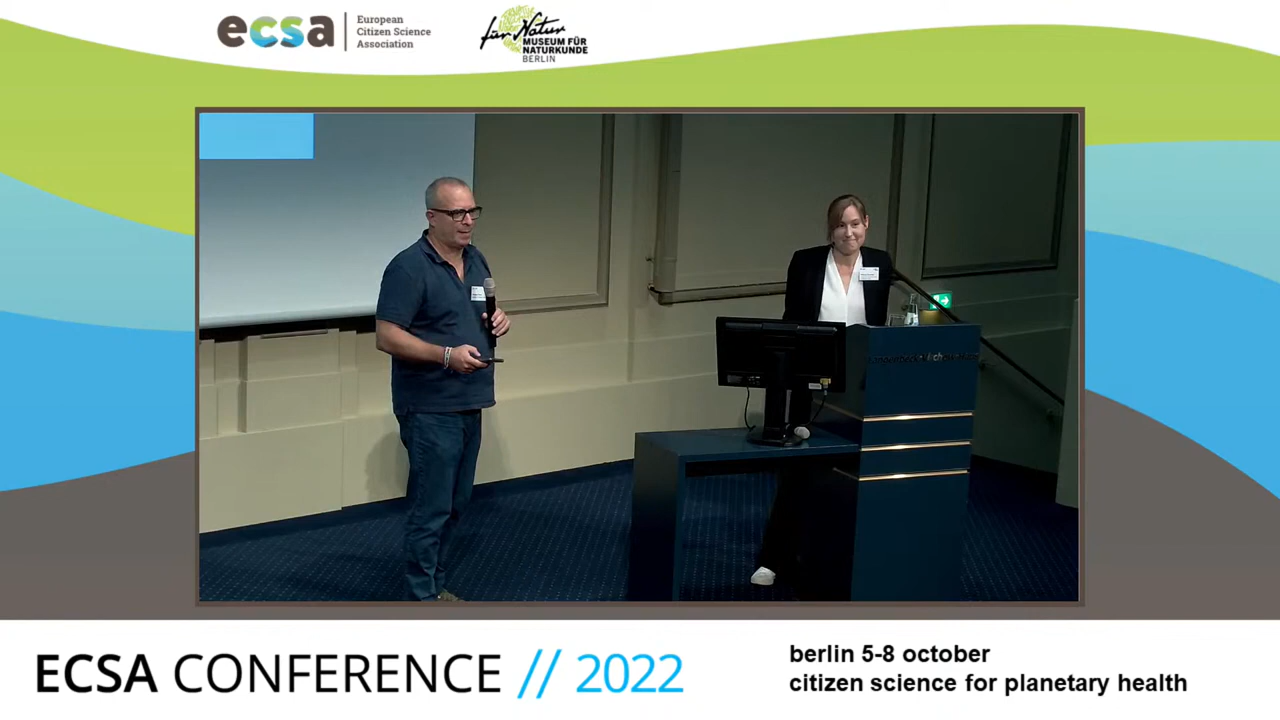 ecsa
European
Citizen Science
Association
für Natur
MUSEUM FÜR
NATURKUNDE
BERLIN
ECSA CONFERENCE // 2022
berlin 5-8 october
citizen science for planetary health